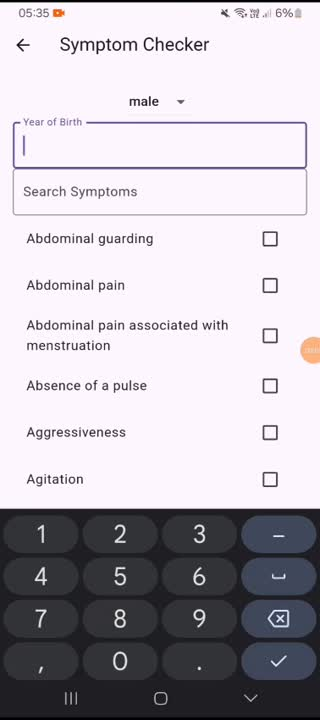 05:35 6%
Symptom Checker
male
Year of Birth
Search Symptoms
Abdominal guarding
Abdominal pain
Abdominal pain associated with
menstruation
Absence of a pulse
Aggressiveness
Agitation
1 2 3 –
4 5 6
7 8 9
, 0 .